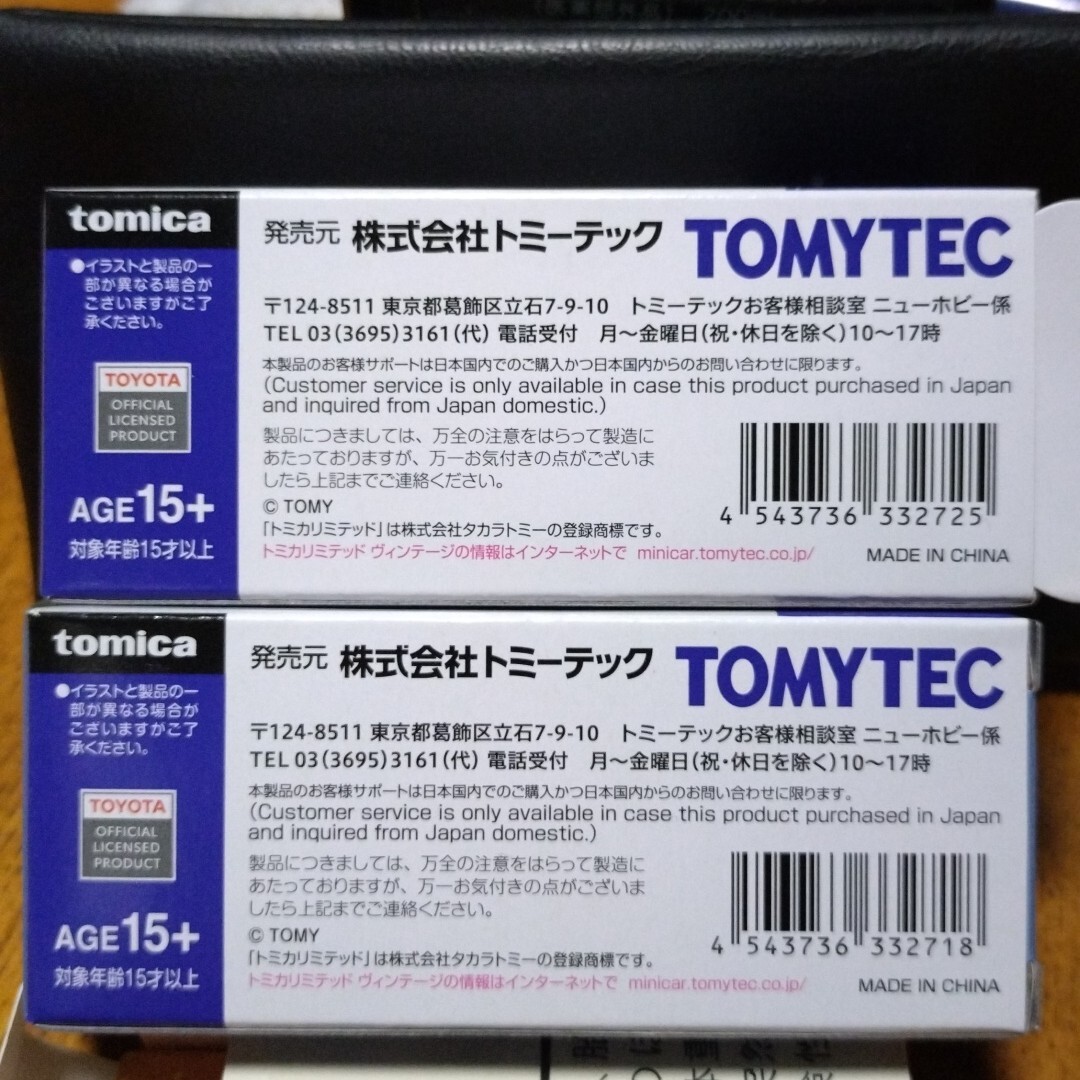 tomica
●イラストと製品の一
部が異なる場合が
ございますがご了
承ください。
TOYOTA
OFFICIAL
LICENSED
PRODUCT
AGE15+
対象年齢15才以上
発売元 株式会社トミーテック TOMYTEC
〒124-8511 東京都葛飾区立石7-9-10 トミーテックお客様相談室 ニューホビー係
TEL 03(3695)3161(代) 電話受付 月〜金曜日(祝・休日を除く)10〜17時
本製品のお客様サポートは日本国内でのご購入かつ日本国内からのお問い合わせに限ります。
(Customer service is only available in case this product purchased in Japan
and inquired from Japan domestic.)
製品につきましては、万全の注意をはらって製造に
あたっておりますが、万一お気付きの点がございま
したら上記までご連絡ください。
© TOMY
「トミカリミテッド」は株式会社タカラトミーの登録商標です。
トミカリミテッド ヴィンテージの情報はインターネットで minicar.tomytec.co.jp/
4 543736 332725
MADE IN CHINA
tomica
●イラストと製品の一
部が異なる場合が
ございますがご了
承ください。
TOYOTA
OFFICIAL
LICENSED
PRODUCT
AGE15+
対象年齢15才以上
発売元 株式会社トミーテック TOMYTEC
〒124-8511 東京都葛飾区立石7-9-10 トミーテックお客様相談室 ニューホビー係
TEL 03(3695)3161(代) 電話受付 月〜金曜日(祝・休日を除く)10〜17時
本製品のお客様サポートは日本国内でのご購入かつ日本国内からのお問い合わせに限ります。
(Customer service is only available in case this product purchased in Japan
and inquired from Japan domestic.)
製品につきましては、万全の注意をはらって製造に
あたっておりますが、万一お気付きの点がございま
したら上記までご連絡ください。
© TOMY
「トミカリミテッド」は株式会社タカラトミーの登録商標です。
トミカリミテッド ヴィンテージの情報はインターネットで minicar.tomytec.co.jp/
4 543736 332718
MADE IN CHINA